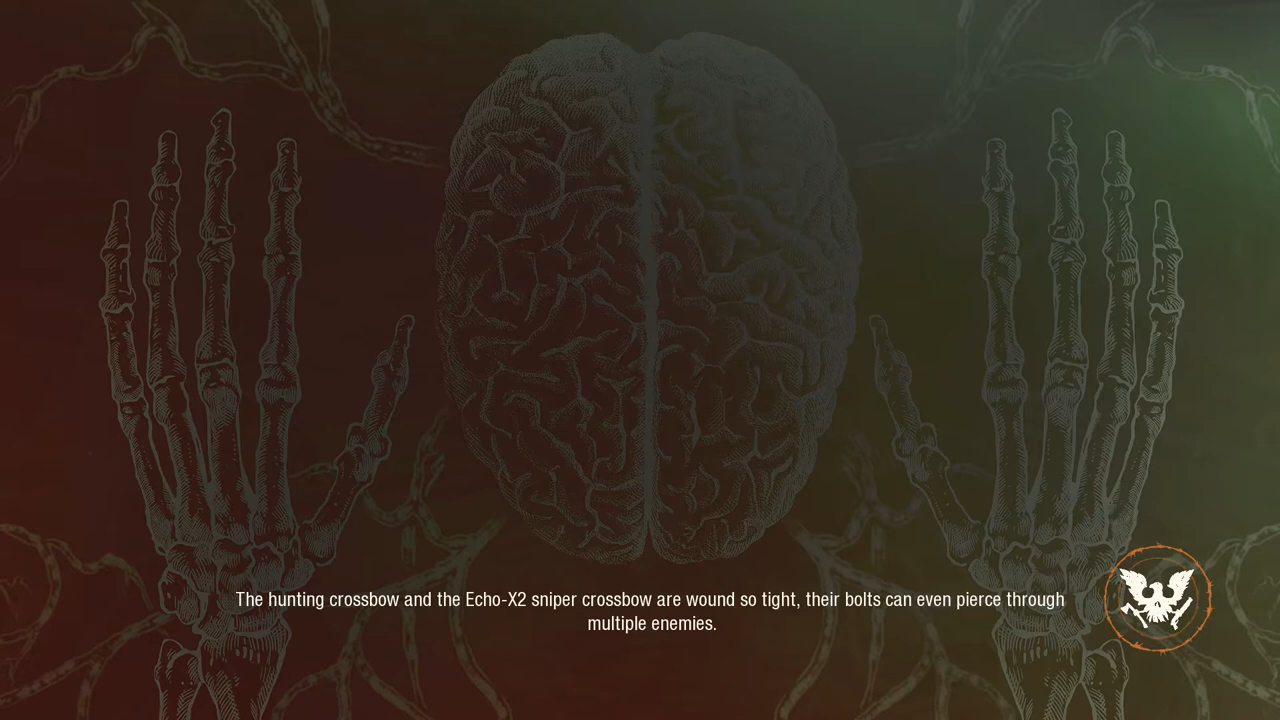 The hunting crossbow and the Echo-X2 sniper crossbow are wound so tight, their bolts can even pierce through
multiple enemies.